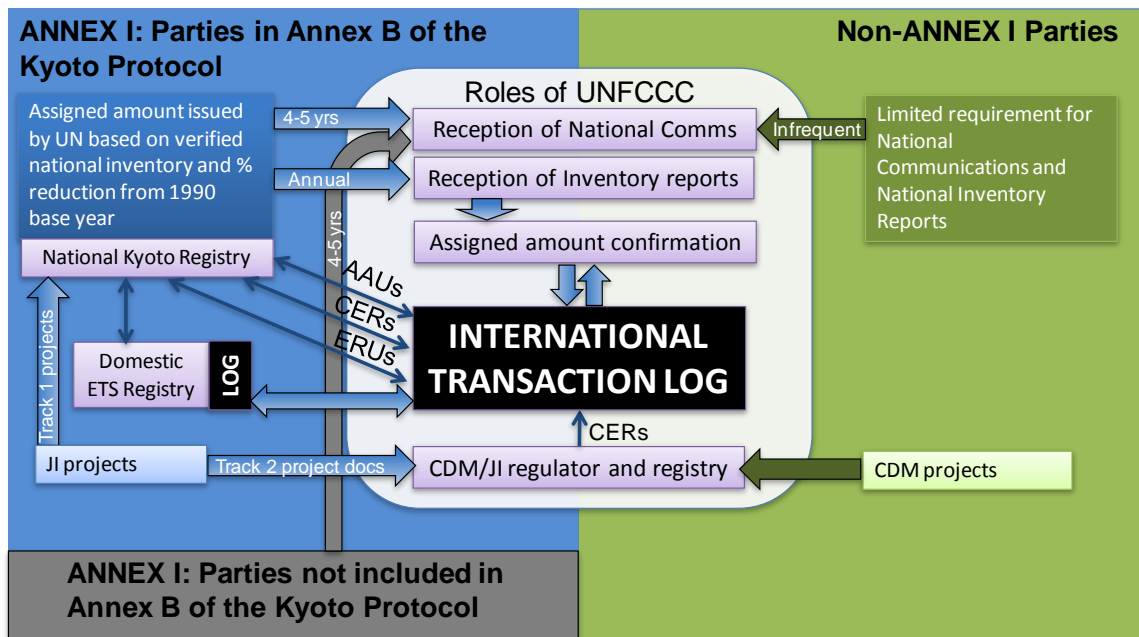 ANNEX I: Parties in Annex B of the
Kyoto Protocol
Non-ANNEX I Parties
Roles of UNFCCC
Assigned amount issued
by UN based on verified
national inventory and %
reduction from 1990
base year
4-5 yrs
Reception of National Comms
Infrequent
Limited requirement for
National
Communications and
National Inventory
Reports
Annual
Reception of Inventory reports
4-5 yrs
Assigned amount confirmation
National Kyoto Registry
AAUs
CERs
ERUs
INTERNATIONAL
TRANSACTION LOG
Domestic
ETS Registry
LOG
Track 1 projects
CERs
JI projects
Track 2 project docs
CDM/JI regulator and registry
CDM projects
ANNEX I: Parties not included in
Annex B of the Kyoto Protocol